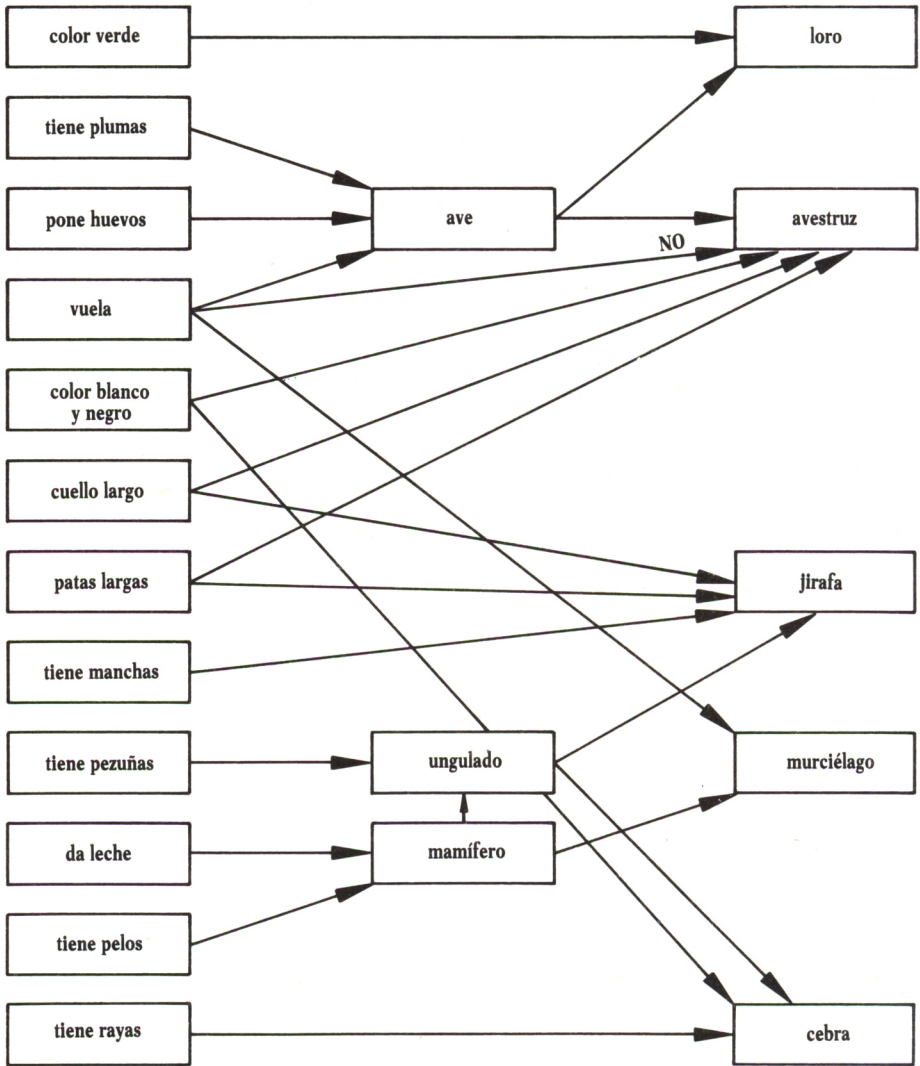 color verde
loro
tiene plumas
pone huevos
ave
avestruz
NO
vuela
color blanco
y negro
cuello largo
patas largas
jirafa
tiene manchas
tiene pezuñas
ungulado
murciélago
da leche
mamífero
tiene pelos
tiene rayas
cebra